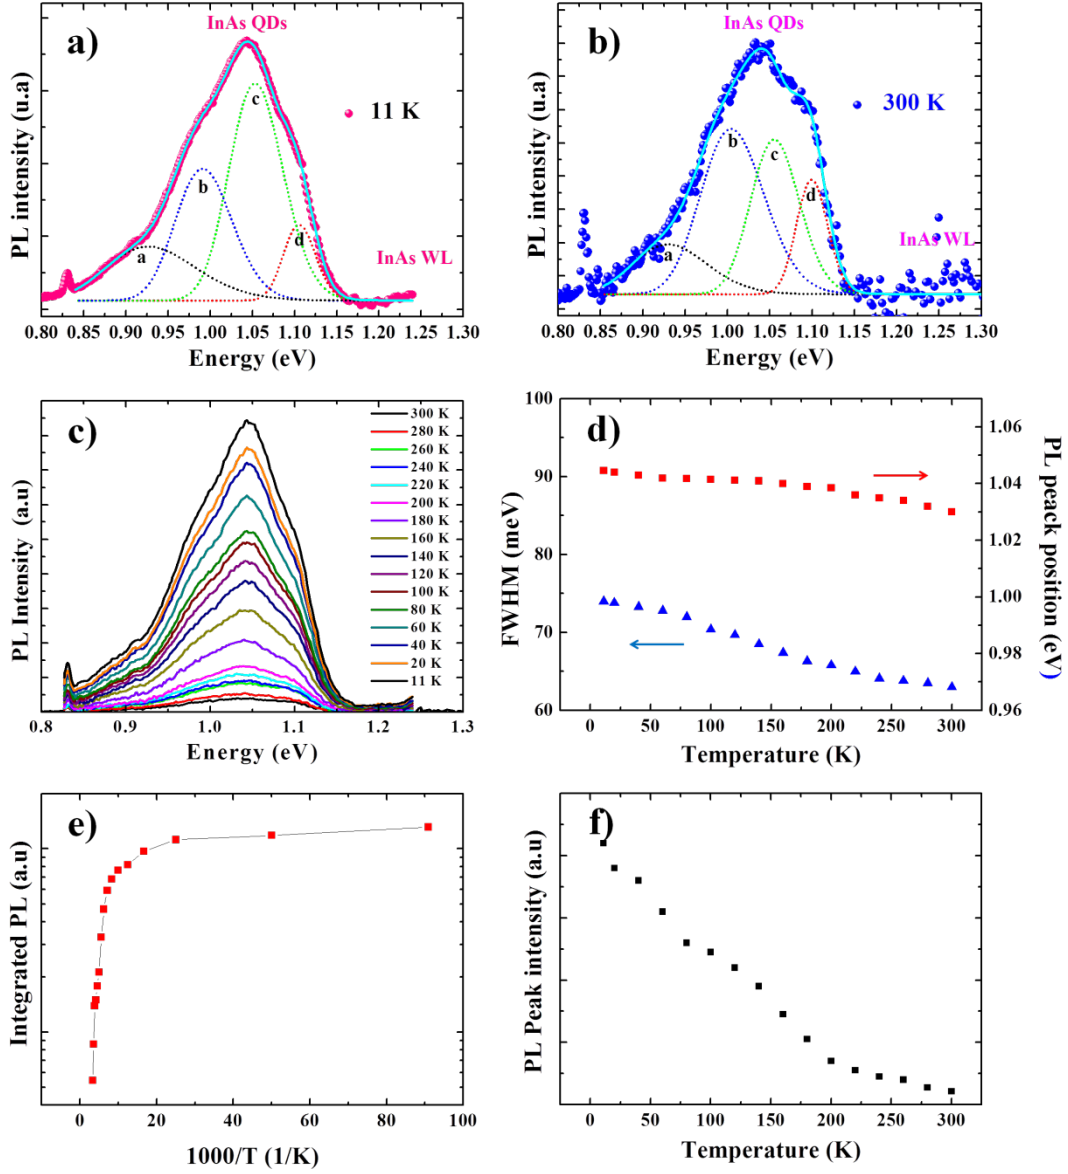 a)
InAs QDs
11 K
a
b
c
d
InAs WL
PL intensity (u.a)
0.80 0.85 0.90 0.95 1.00 1.05 1.10 1.15 1.20 1.25 1.30
Energy (eV)
b)
InAs QDs
300 K
a
b
c
d
InAs WL
PL intensity (u.a)
0.80 0.85 0.90 0.95 1.00 1.05 1.10 1.15 1.20 1.25 1.30
Energy (eV)
c)
300 K
280 K
260 K
240 K
220 K
200 K
180 K
160 K
140 K
120 K
100 K
80 K
60 K
40 K
20 K
11 K
PL Intensity (a.u)
0.8 0.9 1.0 1.1 1.2 1.3
Energy (eV)
d)
FWHM (meV)
100
90
80
70
60
PL peack position (eV)
1.06
1.04
1.02
1.00
0.98
0.96
0 50 100 150 200 250 300
Temperature (K)
e)
Integrated PL (a.u)
0 20 40 60 80 100
1000/T (1/K)
f)
PL Peak intensity (a.u)
0 50 100 150 200 250 300
Temperature (K)